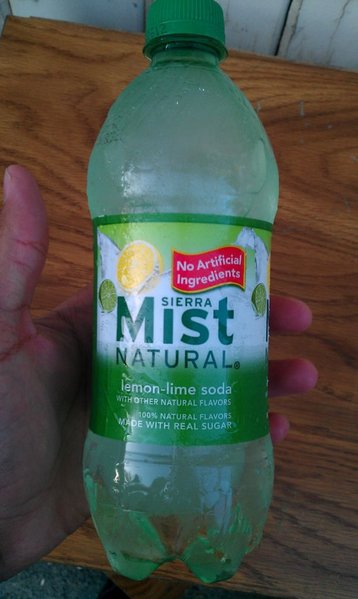 No Artificial
Ingredients
SIERRA
Mist
NATURAL®
lemon-lime soda
WITH OTHER NATURAL FLAVORS
100% NATURAL FLAVORS
MADE WITH REAL SUGAR